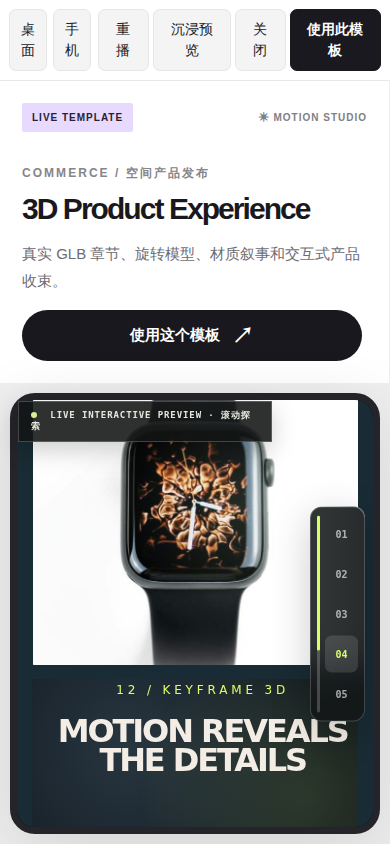 桌
面
手
机
重
播
沉浸预
览
关
闭
使用此模
板
LIVE TEMPLATE
✷ MOTION STUDIO
COMMERCE / 空间产品发布
3D Product Experience
真实 GLB 章节、旋转模型、材质叙事和交互式产品
收束。
使用这个模板 ↗
LIVE INTERACTIVE PREVIEW · 滚动探
索
01
02
03
04
05
12 / KEYFRAME 3D
MOTION REVEALS
THE DETAILS